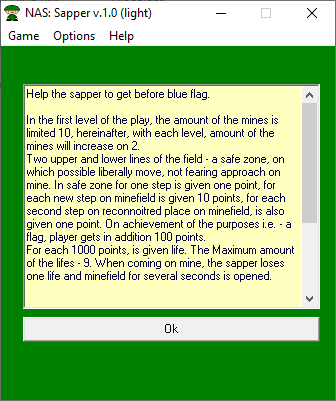 NAS: Sapper v.1.0 (light)
Game Options Help
Help the sapper to get before blue flag.
In the first level of the play, the amount of the mines is
limited 10, hereinafter, with each level, amount of the
mines will increase on 2.
Two upper and lower lines of the field - a safe zone, on
which possible liberally move, not fearing approach on
mine. In safe zone for one step is given one point, for
each new step on minefield is given 10 points, for each
second step on reconnoitred place on minefield, is also
given one point. On achievement of the purposes i.e. - a
flag, player gets in addition 100 points.
For each 1000 points, is given life. The Maximum amount
of the lifes - 9. When coming on mine, the sapper loses
one life and minefield for several seconds is opened.
Ok